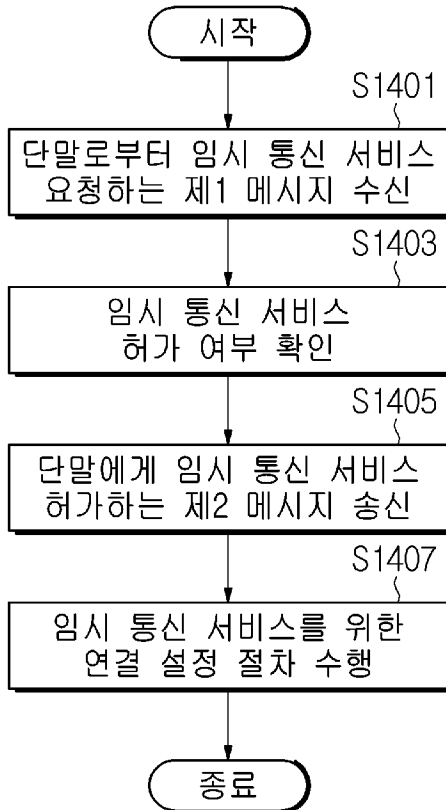 시작
S1401
단말로부터 임시 통신 서비스
요청하는 제1 메시지 수신
S1403
임시 통신 서비스
허가 여부 확인
S1405
단말에게 임시 통신 서비스
허가하는 제2 메시지 송신
S1407
임시 통신 서비스를 위한
연결 설정 절차 수행
종료